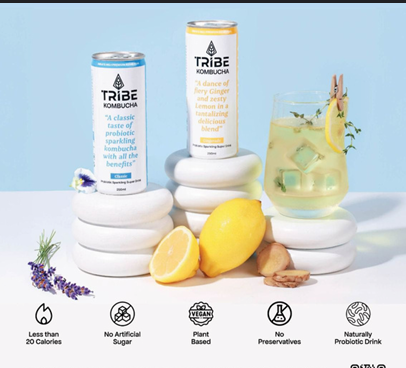 TRIBE
KOMBUCHA
"A classic
taste of
probiotic
sparkling
kombucha
with all the
benefits"
Classic
TRIBE
KOMBUCHA
"A dance of
fiery Ginger
and zesty
Lemon in a
tantalizing
delicious
blend"
Less than
20 Calories
No Artificial
Sugar
VEGAN
Plant
Based
No
Preservatives
Naturally
Probiotic Drink